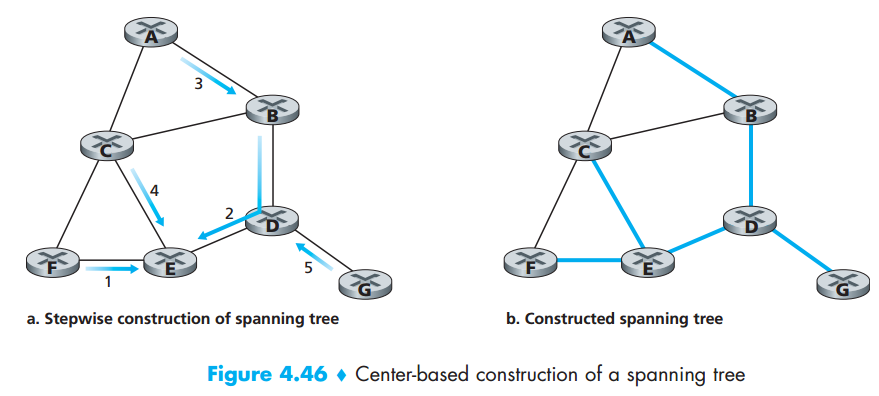 A
3
B
C
4
2
D
F
E
1
5
G
a. Stepwise construction of spanning tree
A
B
C
D
F
E
G
b. Constructed spanning tree
Figure 4.46 ♦ Center-based construction of a spanning tree